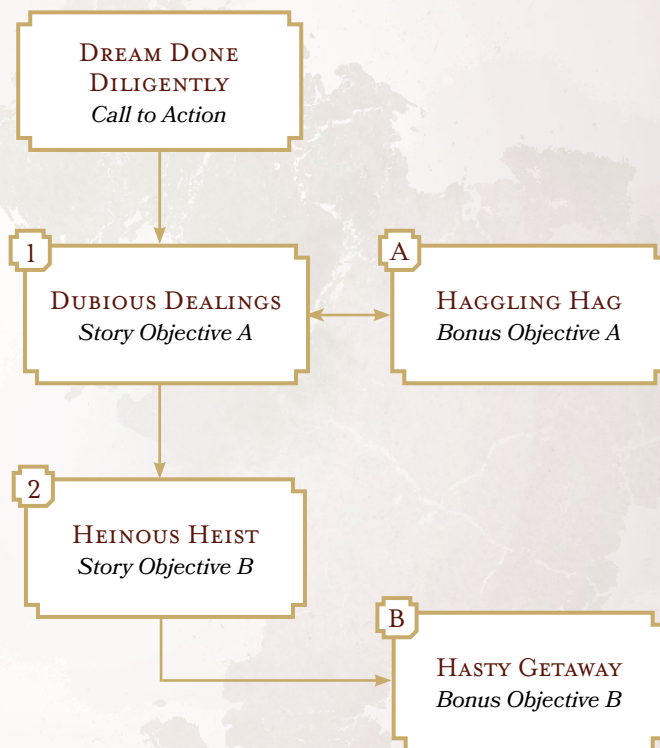 Dream Done
Diligently
Call to Action
1
Dubious Dealings
Story Objective A
A
Haggling Hag
Bonus Objective A
2
Heinous Heist
Story Objective B
B
Hasty Getaway
Bonus Objective B